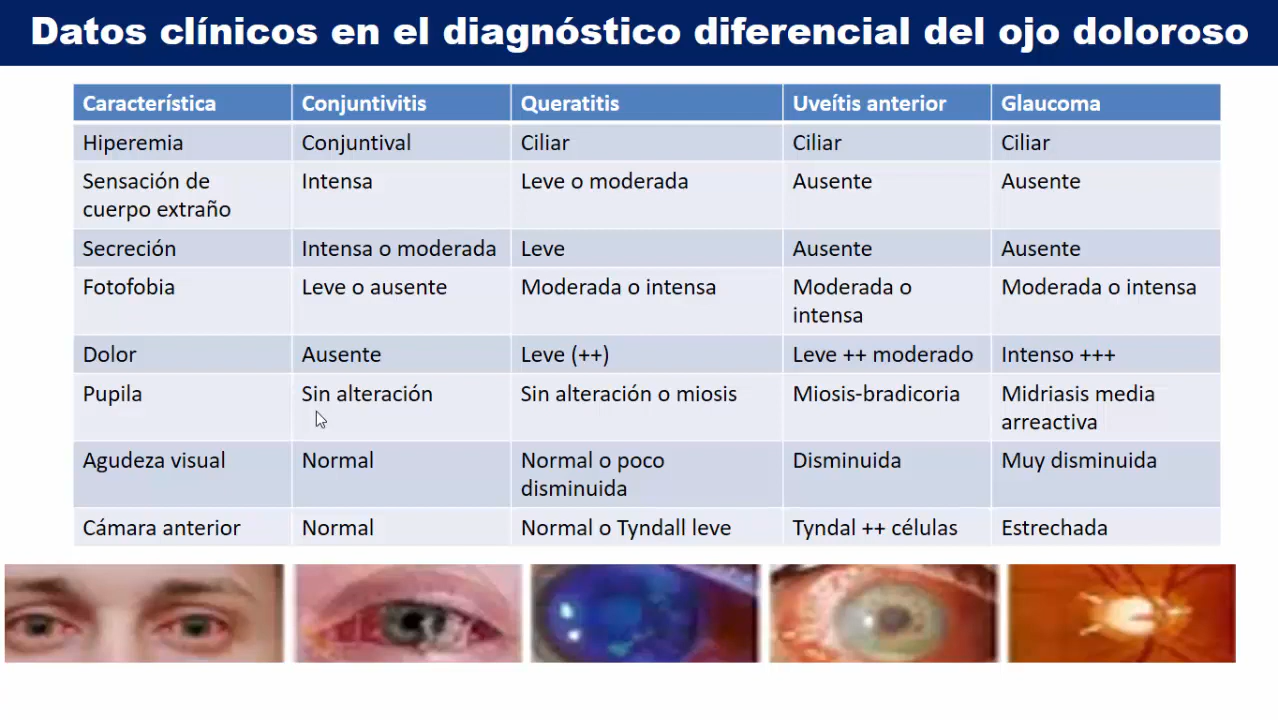 Datos clínicos en el diagnóstico diferencial del ojo doloroso
Característica Conjuntivitis Queratitis Uveítis anterior Glaucoma
Hiperemia Conjuntival Ciliar Ciliar Ciliar
Sensación de Intensa Leve o moderada Ausente Ausente
cuerpo extraño
Secreción Intensa o moderada Leve Ausente Ausente
Fotofobia Leve o ausente Moderada o intensa Moderada o Moderada o intensa
intensa
Dolor Ausente Leve (++) Leve ++ moderado Intenso +++
Pupila Sin alteración Sin alteración o miosis Miosis-bradicoria Midriasis media
arreactiva
Agudeza visual Normal Normal o poco Disminuida Muy disminuida
disminuida
Cámara anterior Normal Normal o Tyndall leve Tyndal ++ células Estrechada